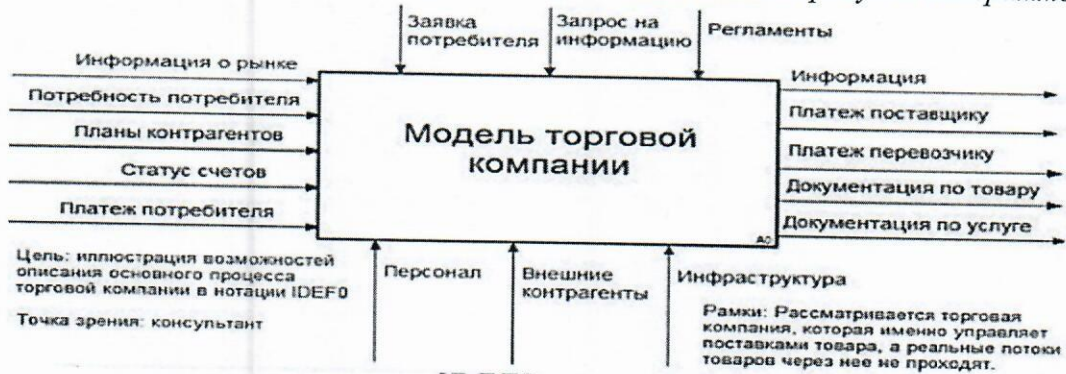 Заявка
потребителя
Запрос на
информацию
Регламенты
Информация о рынке
Потребность потребителя
Планы контрагентов
Статус счетов
Платеж потребителя
Модель торговой
компании
A0
Информация
Платеж поставщику
Платеж перевозчику
Документация по товару
Документация по услуге
Цель: иллюстрация возможностей
описания основного процесса
торговой компании в нотации IDEF0
Точка зрения: консультант
Персонал
Внешние
контрагенты
Инфраструктура
Рамки: Рассматривается торговая
компания, которая именно управляет
поставками товара, а реальные потоки
товаров через нее не проходят.